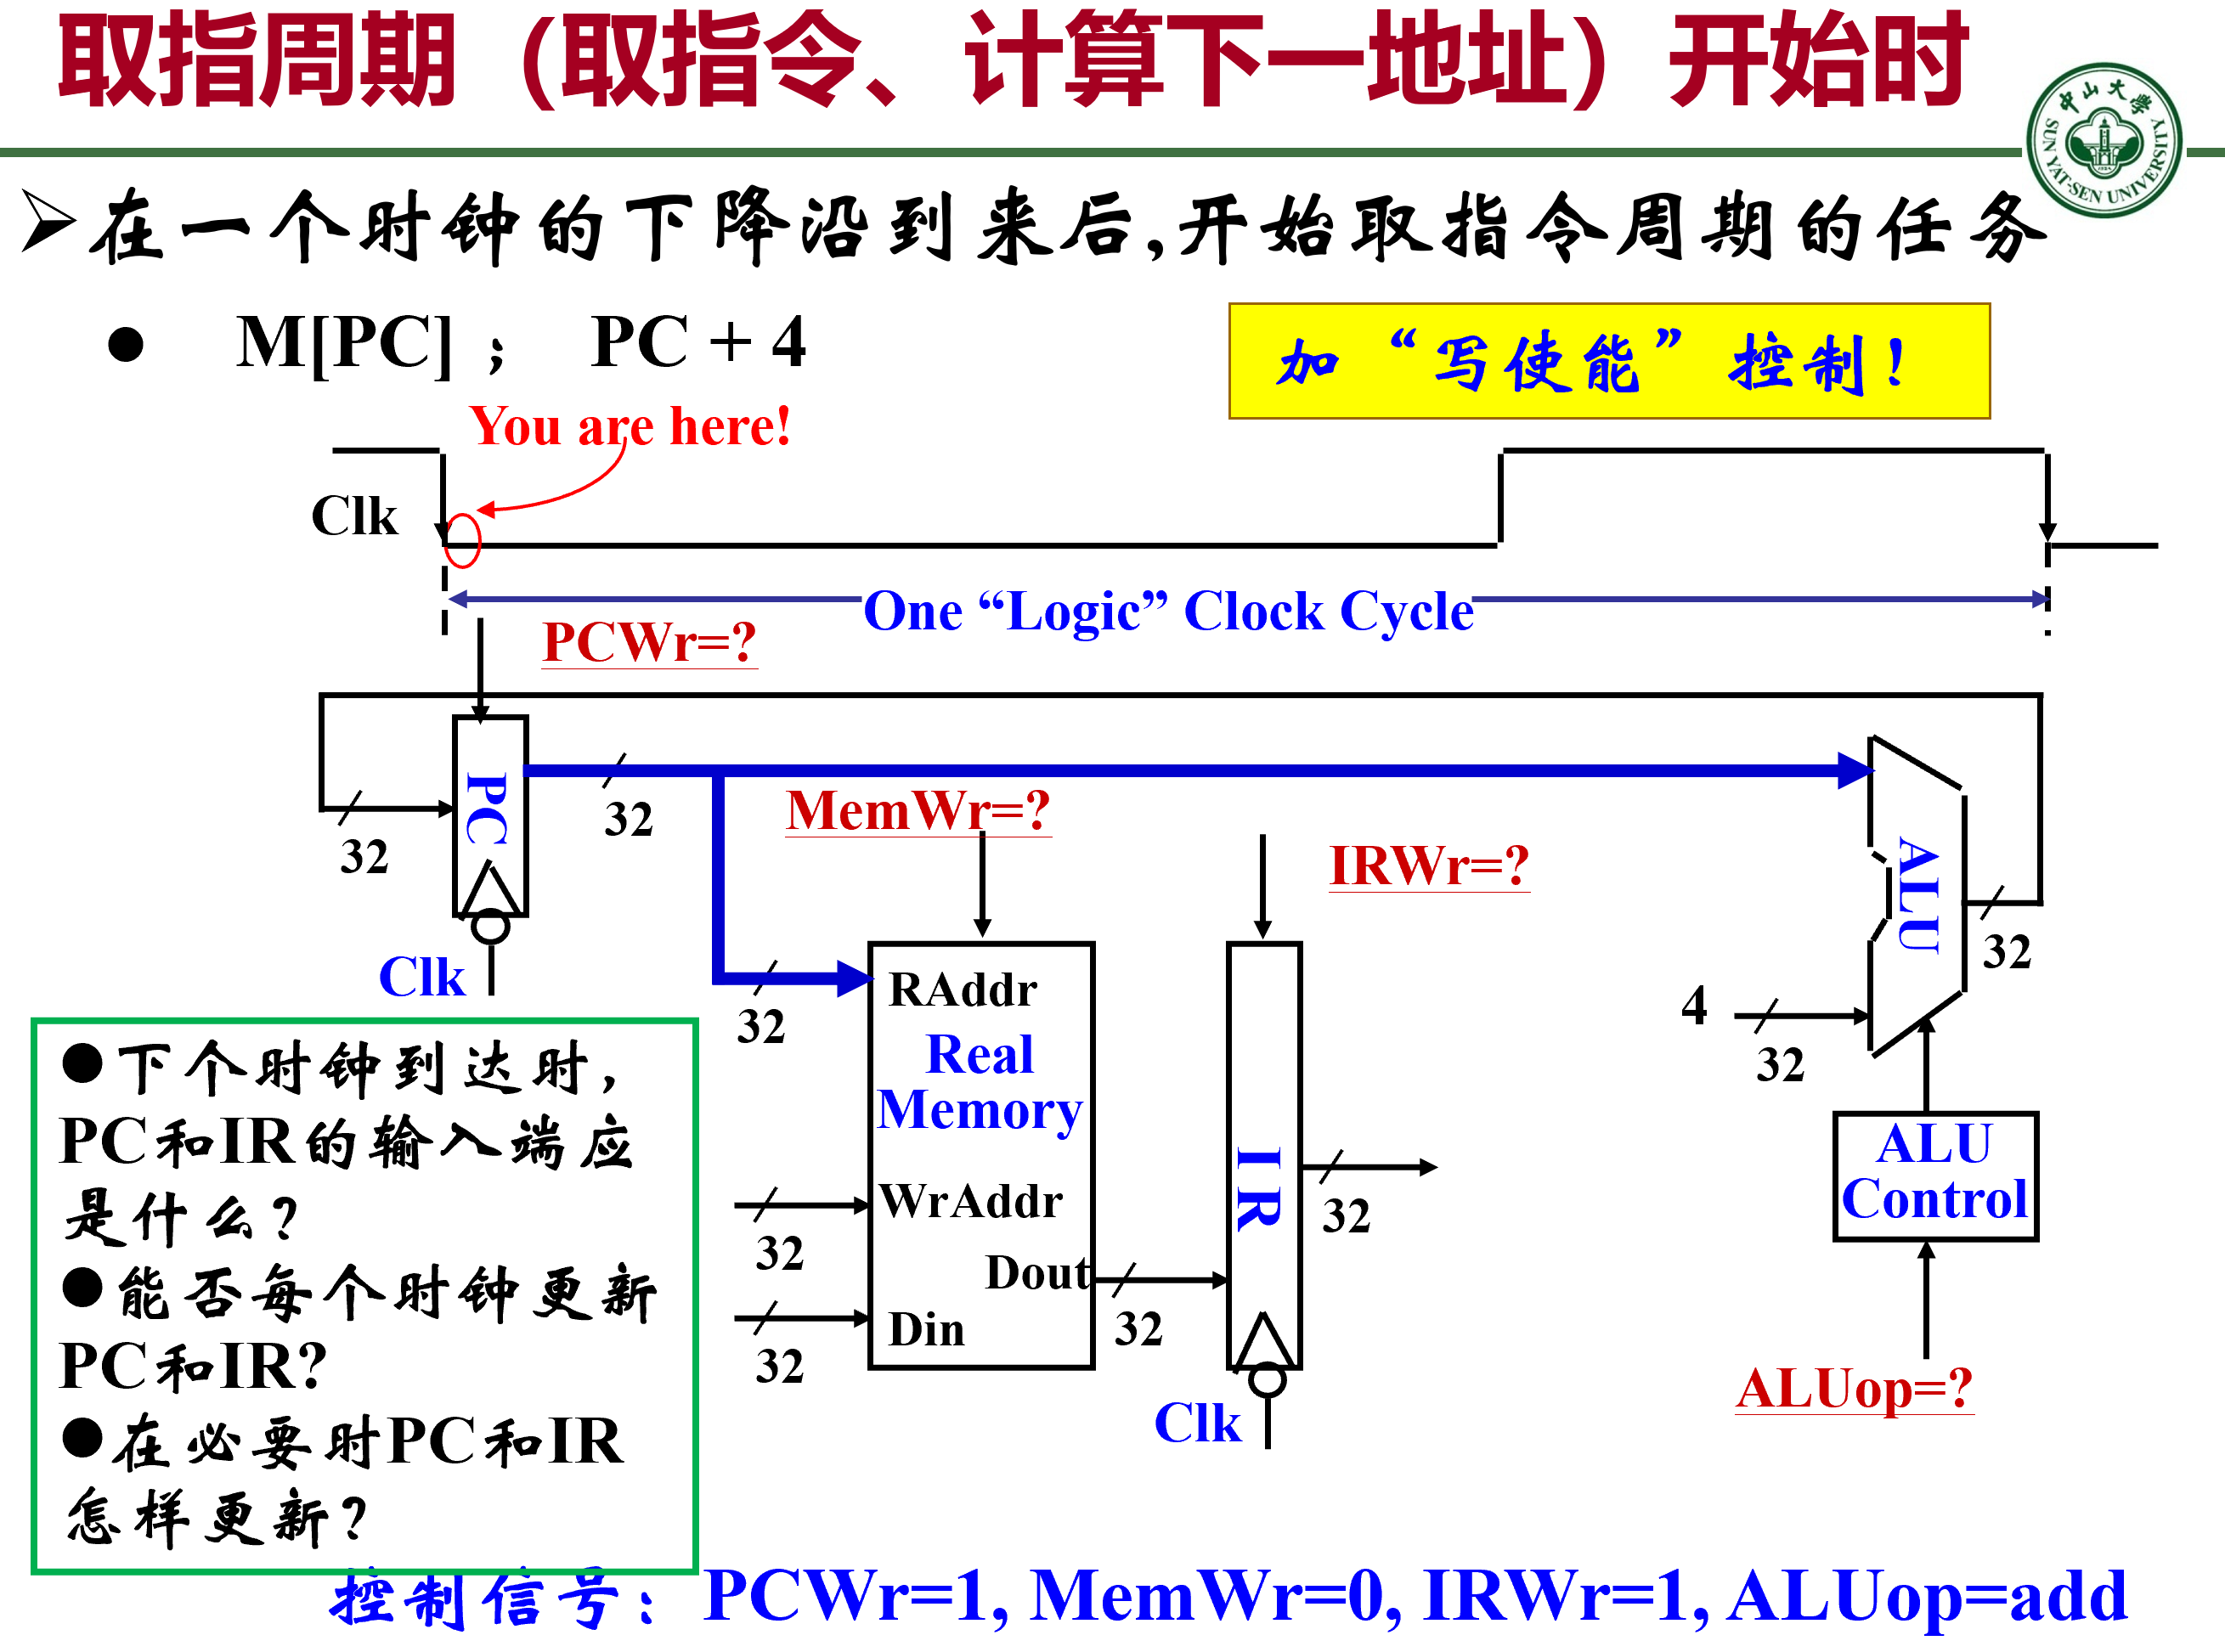 取指周期（取指令、计算下一地址）开始时
中山大学
SUN YAT-SEN UNIVERSITY
➢在一个时钟的下降沿到来后,开始取指令周期的任务
● M[PC] ； PC + 4
加“写使能”控制！
You are here!
Clk
One “Logic” Clock Cycle
PCWr=?
PC
32
32
Clk
MemWr=?
IRWr=?
32
RAddr
Real
Memory
WrAddr
32
Dout
Din
32
32
IR
32
Clk
ALU
32
4
32
ALU
Control
ALUop=?
●下个时钟到达时，
PC和IR的输入端应
是什么？
●能否每个时钟更新
PC和IR?
●在必要时PC和IR
怎样更新?
控制信号：PCWr=1, MemWr=0, IRWr=1, ALUop=add